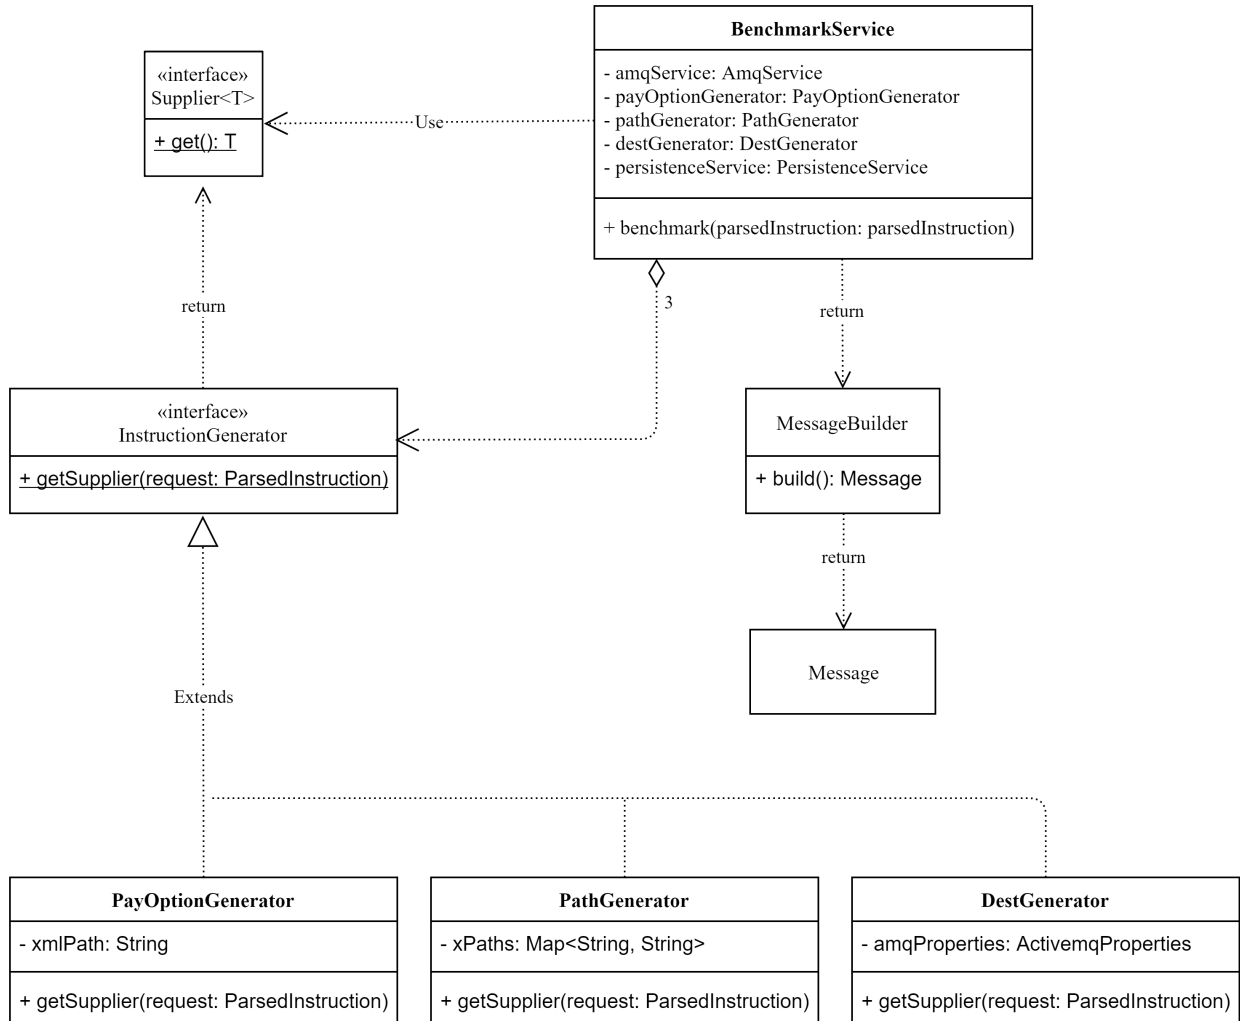 BenchmarkService
- amqService: AmqService
- payOptionGenerator: PayOptionGenerator
- pathGenerator: PathGenerator
- destGenerator: DestGenerator
- persistenceService: PersistenceService
+ benchmark(parsedInstruction: parsedInstruction)
«interface»
Supplier<T>
+ get(): T
Use
return
3
return
«interface»
InstructionGenerator
+ getSupplier(request: ParsedInstruction)
MessageBuilder
+ build(): Message
return
Message
Extends
PayOptionGenerator
- xmlPath: String
+ getSupplier(request: ParsedInstruction)
PathGenerator
- xPaths: Map<String, String>
+ getSupplier(request: ParsedInstruction)
DestGenerator
- amqProperties: ActivemqProperties
+ getSupplier(request: ParsedInstruction)